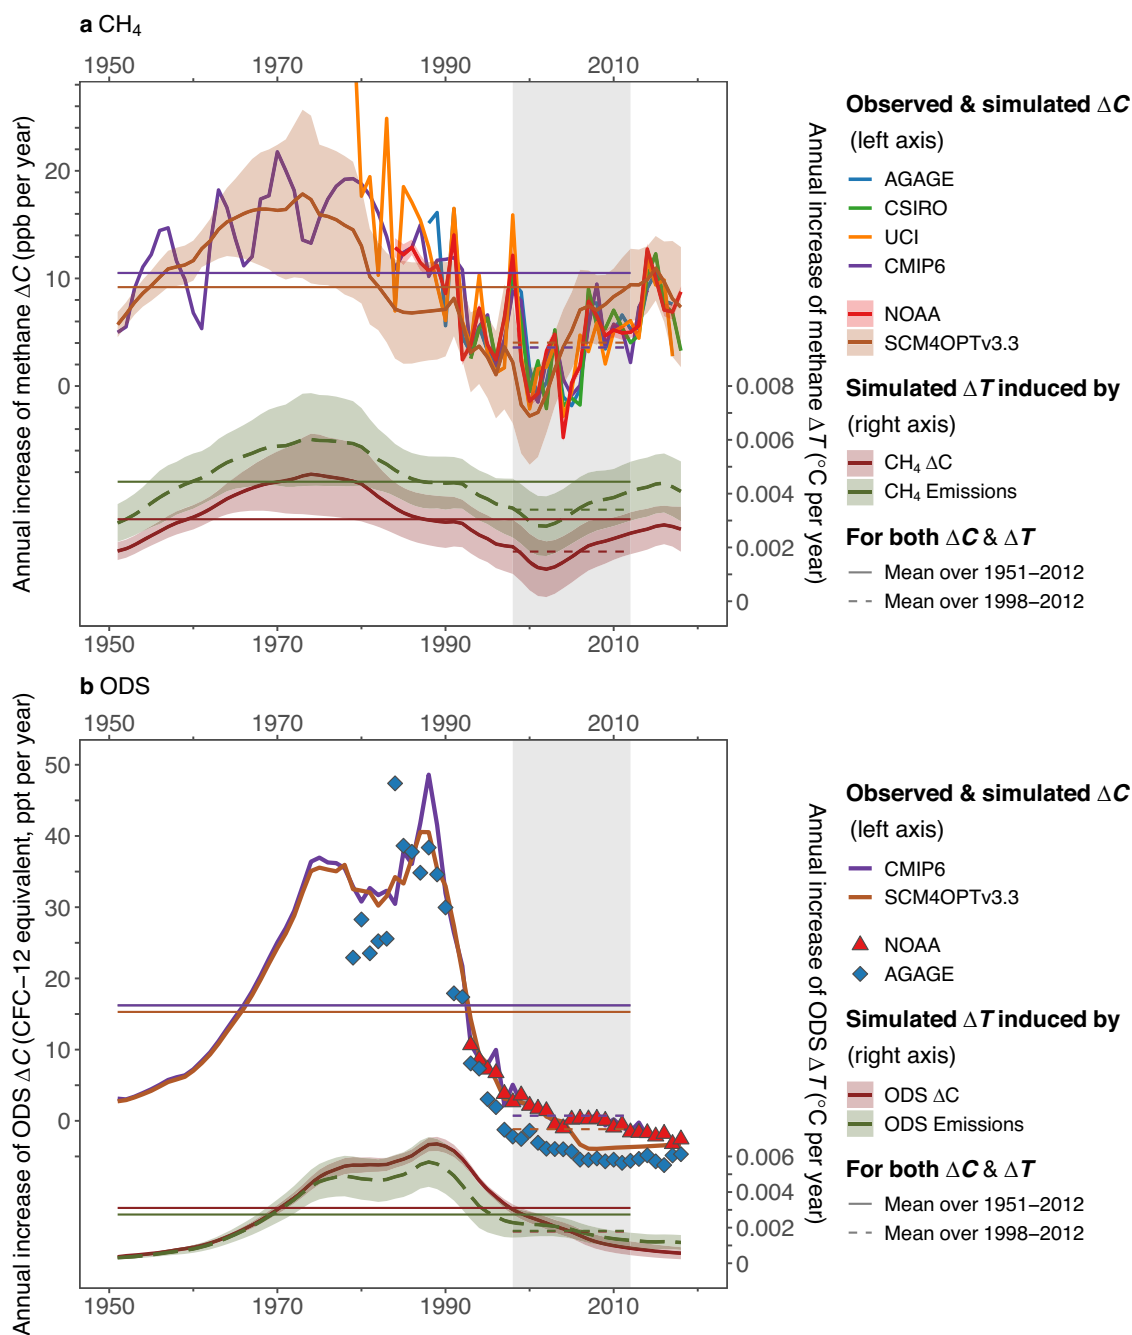 a CH4
1950 1970 1990 2010
Annual increase of methane ΔC (ppb per year)
20
10
0
0.008
0.006
0.004
0.002
0
Annual increase of methane ΔT (°C per year)
1950 1970 1990 2010
Observed & simulated ΔC
(left axis)
AGAGE
CSIRO
UCI
CMIP6
NOAA
SCM4OPTv3.3
Simulated ΔT induced by
(right axis)
CH4 ΔC
CH4 Emissions
For both ΔC & ΔT
Mean over 1951−2012
Mean over 1998−2012
b ODS
1950 1970 1990 2010
Annual increase of ODS ΔC (CFC−12 equivalent, ppt per year)
50
40
30
20
10
0
0.006
0.004
0.002
0
Annual increase of ODS ΔT (°C per year)
1950 1970 1990 2010
Observed & simulated ΔC
(left axis)
CMIP6
SCM4OPTv3.3
NOAA
AGAGE
Simulated ΔT induced by
(right axis)
ODS ΔC
ODS Emissions
For both ΔC & ΔT
Mean over 1951−2012
Mean over 1998−2012